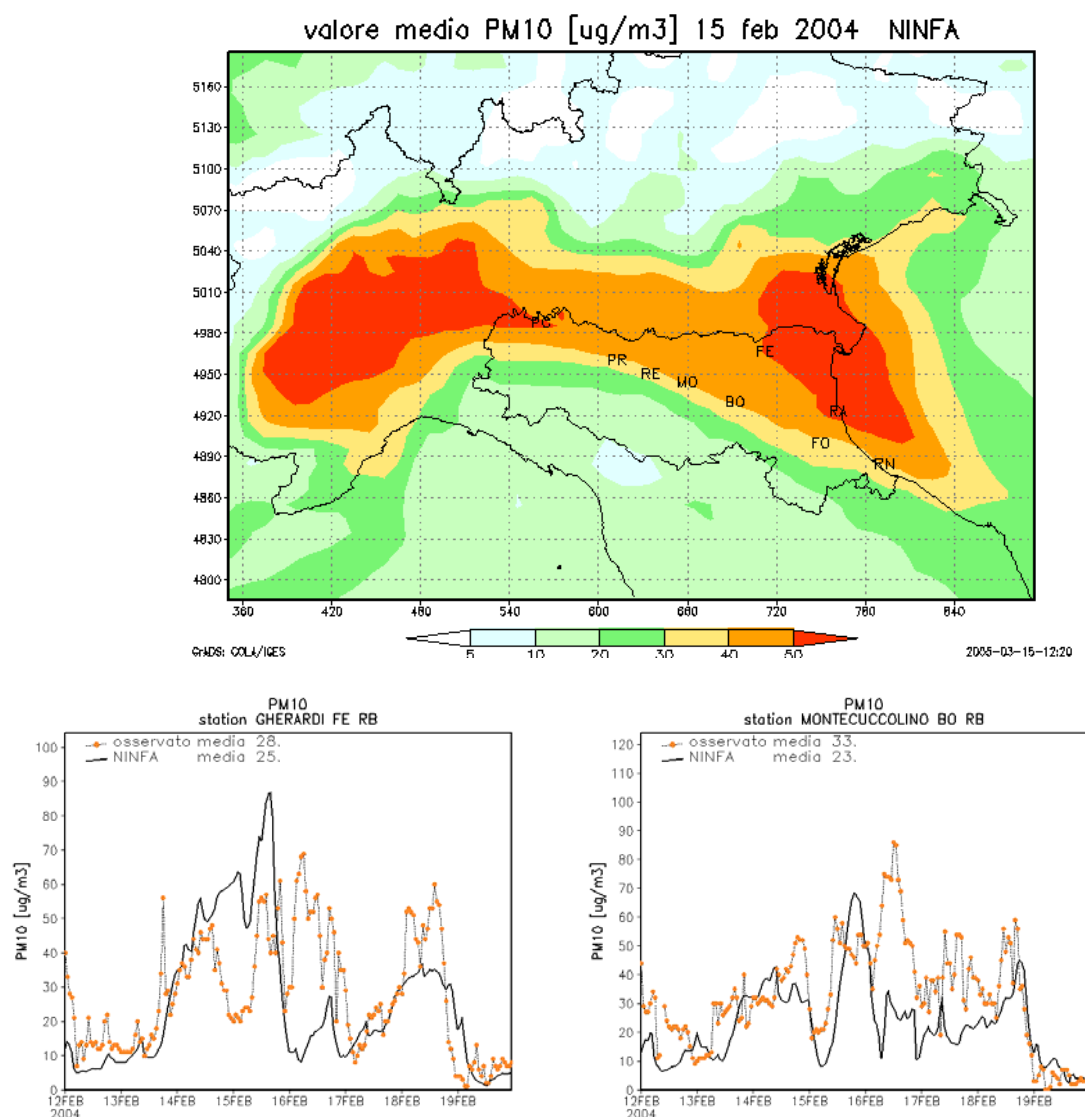 valore medio PM10 [ug/m3] 15 feb 2004 NINFA
5160
5130
5100
5070
5040
5010
4980
4950
4920
4890
4860
4830
4800
PC
PR
RE
MO
BO
FE
RA
FO
RN
360 420 480 540 600 660 720 780 840
5 10 20 30 40 50
GrADS: COLA/IGES
2005-03-15-12:20
PM10
station GHERARDI FE RB
osservato media 28.
NINFA media 25.
PM10 [ug/m3]
100
90
80
70
60
50
40
30
20
10
0
12FEB 13FEB 14FEB 15FEB 16FEB 17FEB 18FEB 19FEB
2004
PM10
station MONTECUCCOLINO BO RB
osservato media 33.
NINFA media 23.
PM10 [ug/m3]
120
110
100
90
80
70
60
50
40
30
20
10
0
12FEB 13FEB 14FEB 15FEB 16FEB 17FEB 18FEB 19FEB
2004